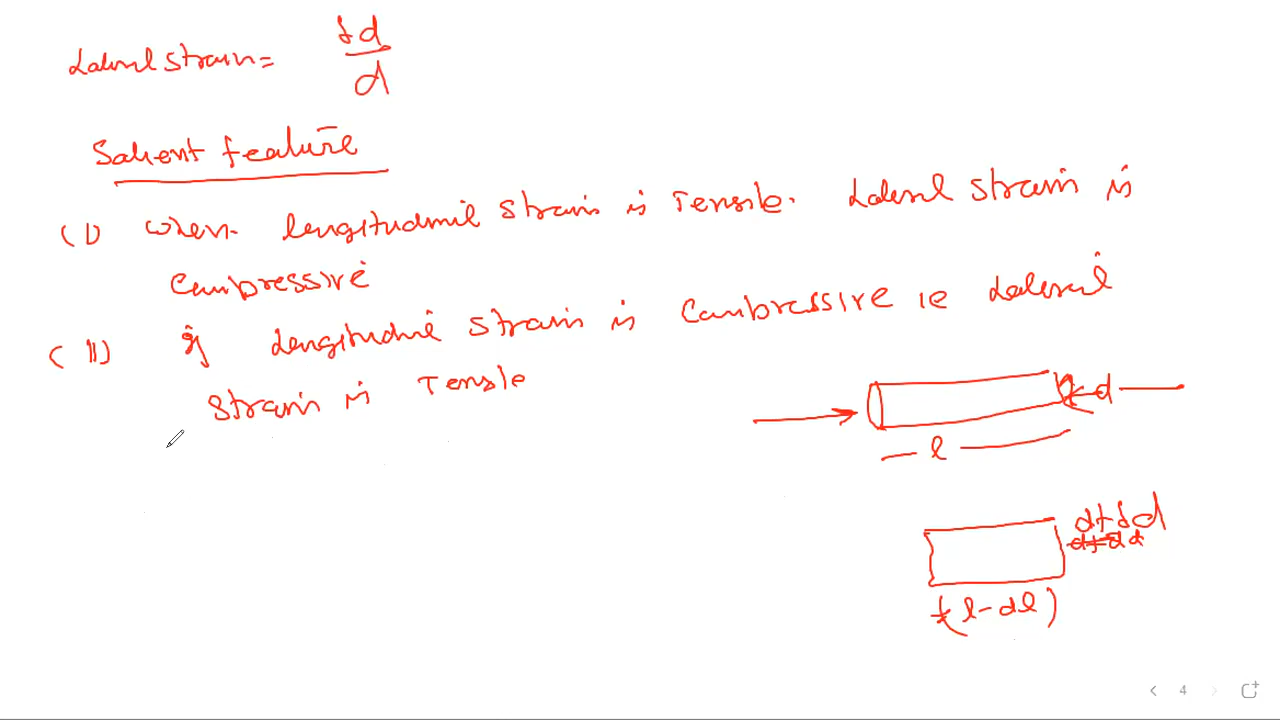 Lateral strain = δd/d
Salient feature
(I) when longitudinal strain is Tensile. Lateral strain is
Compressive
(II) if Longitudinal strain is Compressive ie Lateral
strain is Tensile
d
l
d+δd
(l-dl)
4